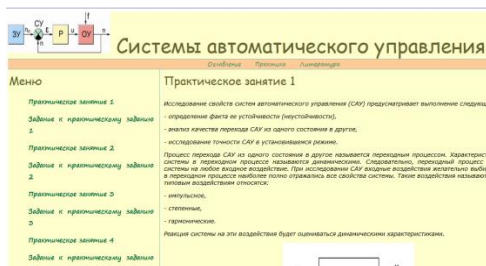 СУ
f
ЗУ
E
Р
u
ОУ
n
n
Системы автоматического управления
Основная Практика Литература
Меню
Практическое занятие 1
Задание к практическому заданию
1
Практическое занятие 2
Задание к практическому заданию
2
Практическое занятие 3
Задание к практическому заданию
3
Практическое занятие 4
Задание к практическому заданию
Практическое занятие 1
Исследование свойств систем автоматического управления (САУ) предусматривает выполнение следующ
- определение факта ее устойчивости (неустойчивости),
- анализ качества перехода САУ из одного состояния в другое,
- исследование точности САУ в установившемся режиме.
Процесс перехода САУ из одного состояния в другое называется переходным процессом. Характерис
системы в переходном процессе называются динамическими. Следовательно, переходный процесс
системы на любое входное воздействие. При исследовании САУ входные воздействия желательно выби
в переходном процессе наиболее полно отражались все свойства системы. Такие воздействия называют
типовым воздействиям относятся:
- импульсное,
- степенные,
- гармонические.
Реакция системы на эти воздействия будет оцениваться динамическими характеристиками.